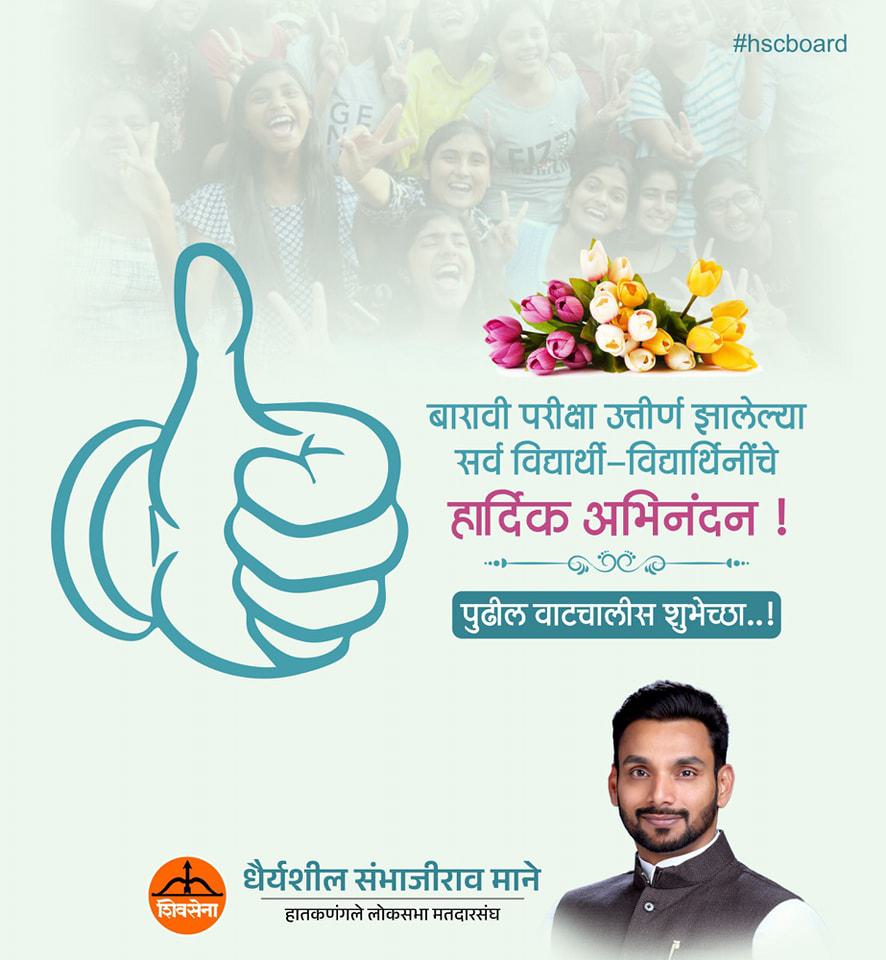 #hscboard
बारावी परीक्षा उत्तीर्ण झालेल्या
सर्व विद्यार्थी-विद्यार्थिनींचे
हार्दिक अभिनंदन !
पुढील वाटचालीस शुभेच्छा..!
धैर्यशील संभाजीराव माने
हातकणंगले लोकसभा मतदारसंघ
शिवसेना